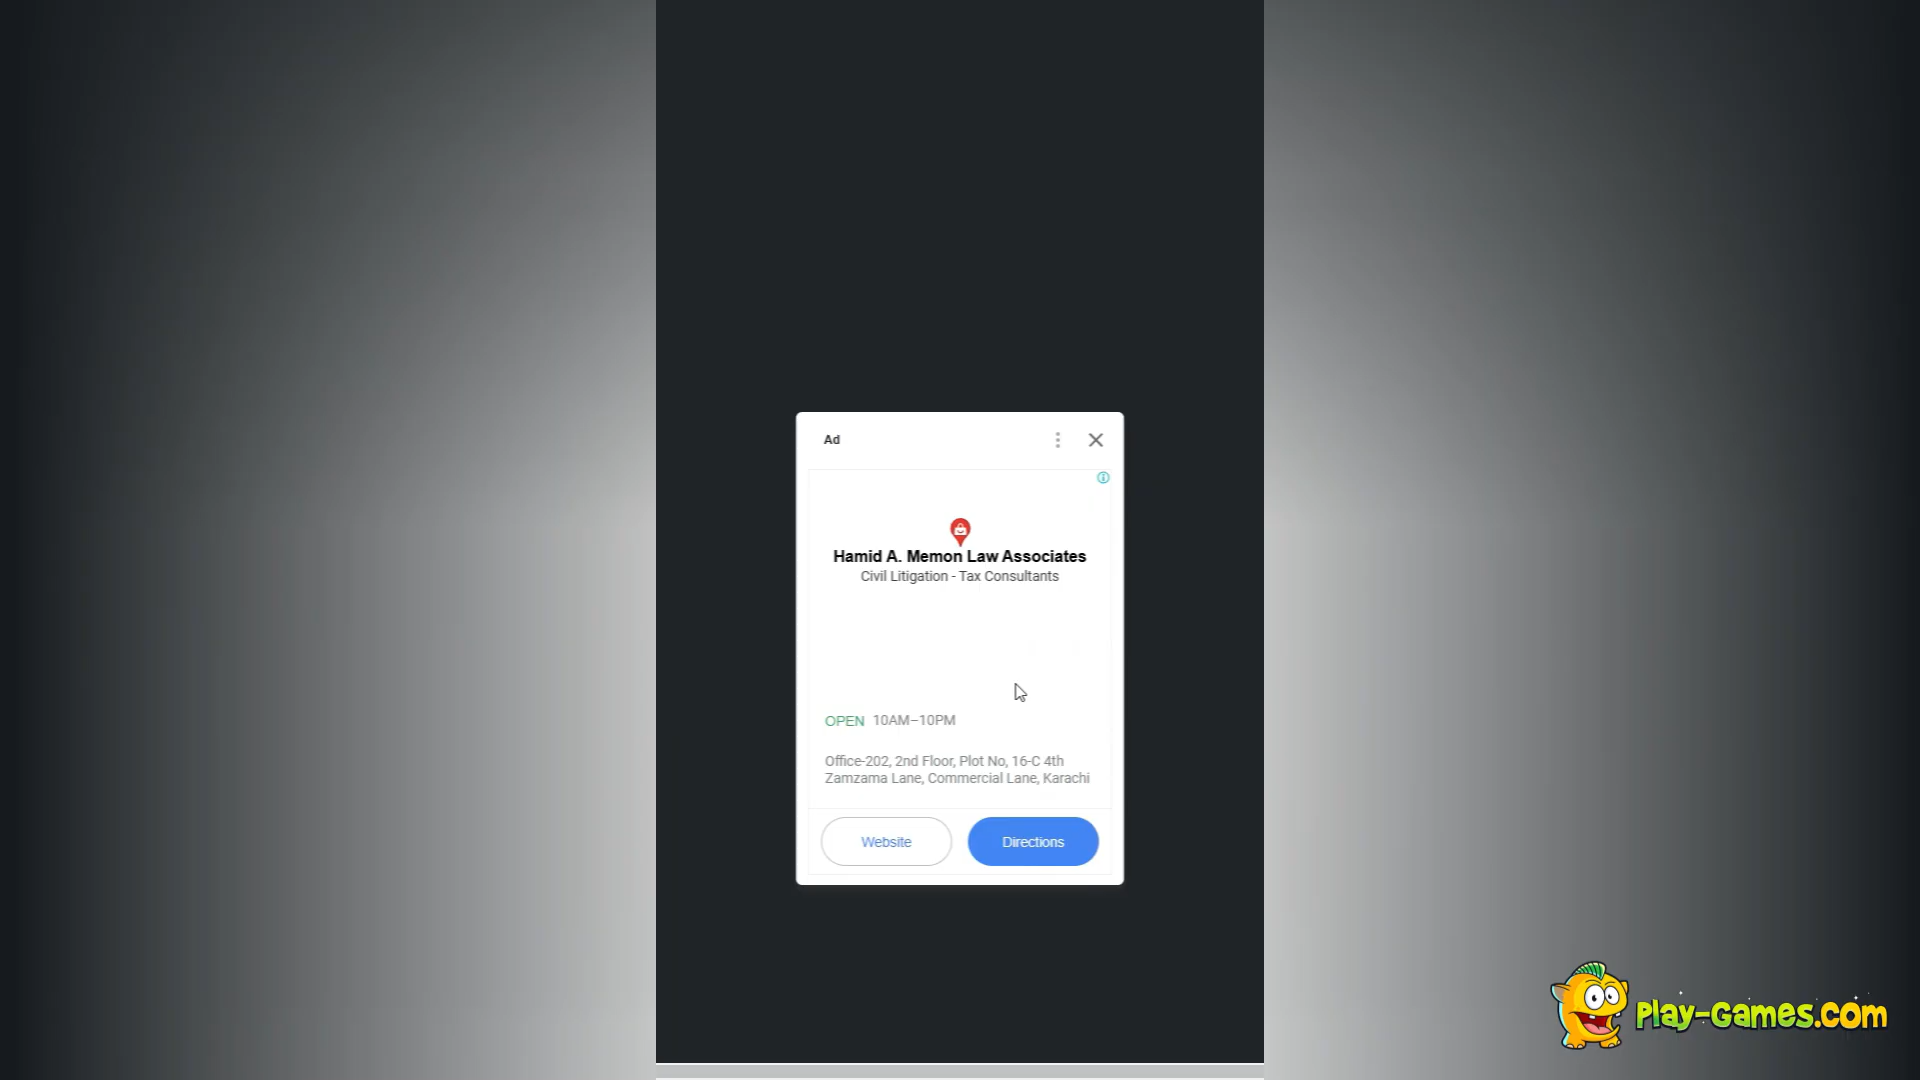 Ad
Hamid A. Memon Law Associates
Civil Litigation - Tax Consultants
OPEN 10AM–10PM
Office-202, 2nd Floor, Plot No, 16-C 4th
Zamzama Lane, Commercial Lane, Karachi
Website
Directions
Play-Games.com